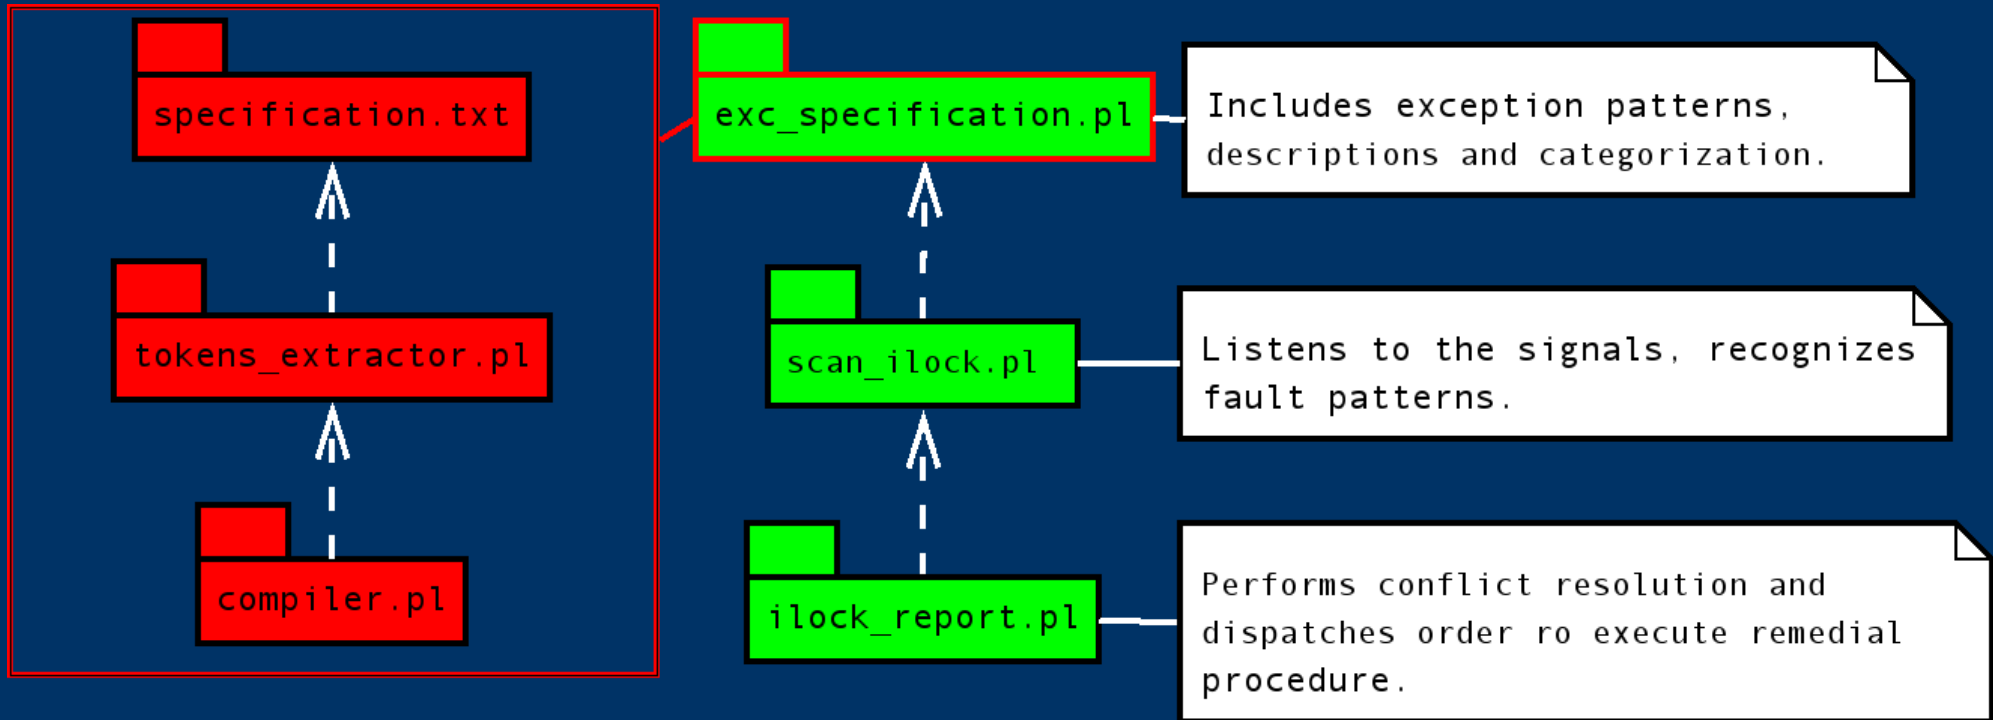 specification.txt
exc_specification.pl
Includes exception patterns,
descriptions and categorization.
tokens_extractor.pl
scan_ilock.pl
Listens to the signals, recognizes
fault patterns.
compiler.pl
ilock_report.pl
Performs conflict resolution and
dispatches order ro execute remedial
procedure.